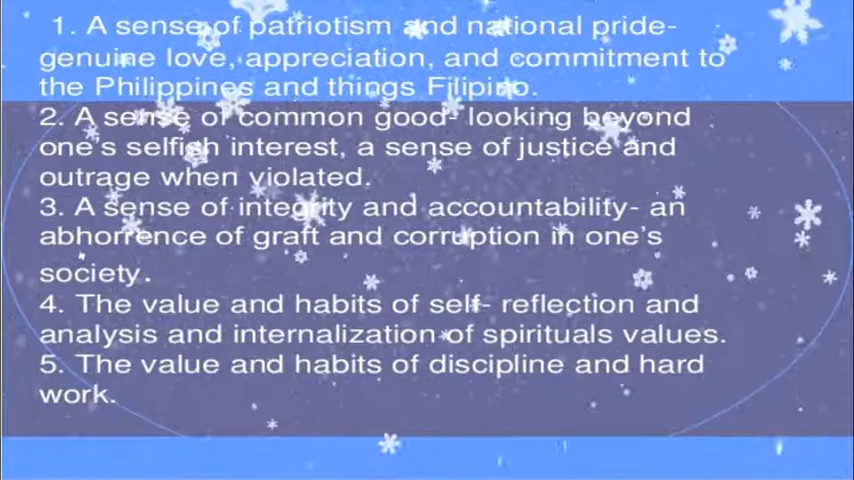 1. A sense of patriotism and national pride-
genuine love, appreciation, and commitment to
the Philippines and things Filipino.
2. A sense of common good- looking beyond
one's selfish interest, a sense of justice and
outrage when violated.
3. A sense of integrity and accountability- an
abhorrence of graft and corruption in one's
society.
4. The value and habits of self- reflection and
analysis and internalization of spirituals values.
5. The value and habits of discipline and hard
work.